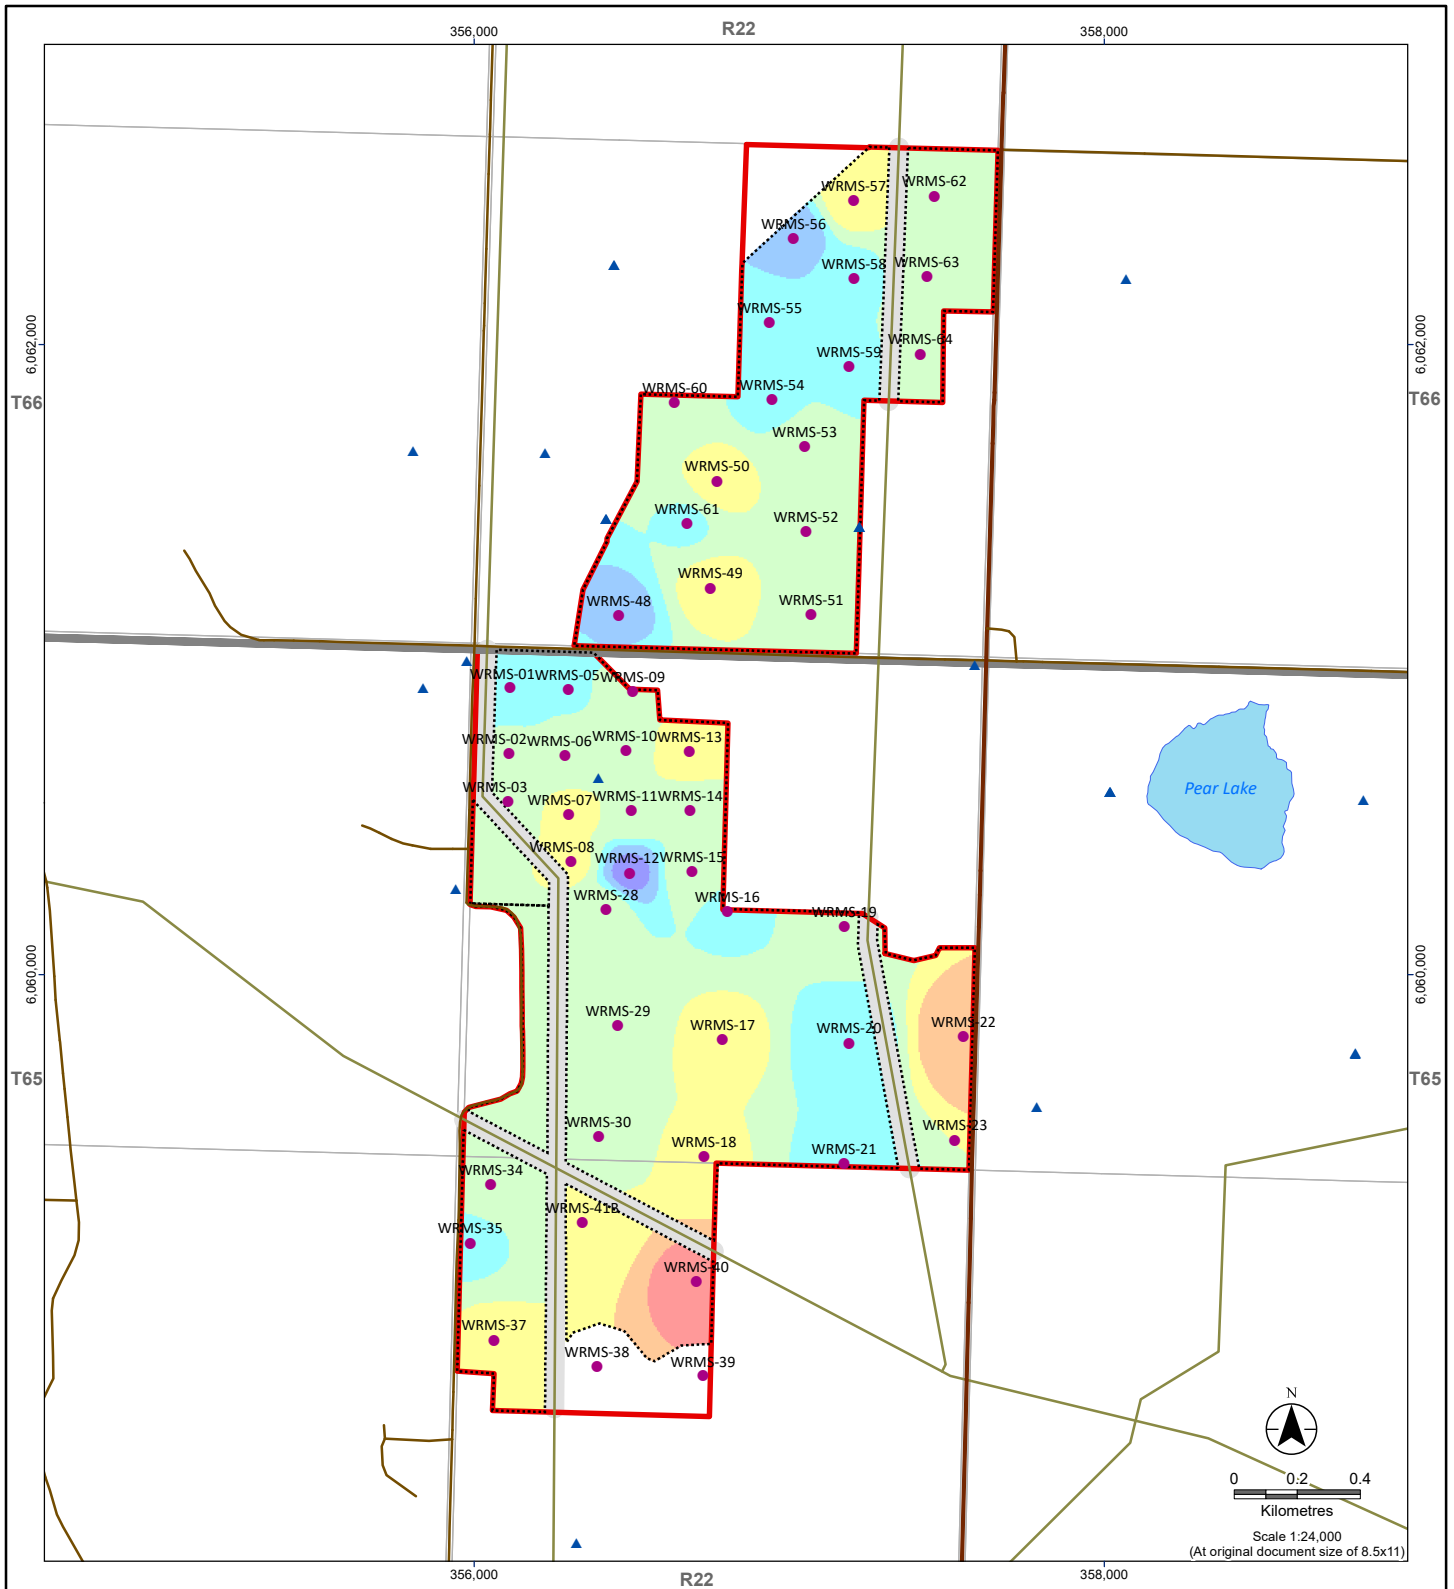 R22
356,000
358,000
WRMS-62
WRMS-57
WRMS-56
WRMS-58
WRMS-63
WRMS-55
6,062,000
6,062,000
WRMS-64
WRMS-59
WRMS-60
WRMS-54
T66
T66
WRMS-53
WRMS-50
WRMS-61
WRMS-52
WRMS-49
WRMS-48
WRMS-51
WRMS-01
WRMS-05
WRMS-09
WRMS-02
WRMS-06
WRMS-10
WRMS-13
WRMS-03
WRMS-07
WRMS-11
WRMS-14
Pear Lake
WRMS-08
WRMS-12
WRMS-15
WRMS-28
WRMS-16
WRMS-19
6,060,000
6,060,000
WRMS-29
WRMS-17
WRMS-20
WRMS-22
T65
T65
WRMS-30
WRMS-23
WRMS-18
WRMS-21
WRMS-34
WRMS-41B
WRMS-35
WRMS-40
WRMS-37
WRMS-38
WRMS-39
N
0 0.2 0.4
Kilometres
Scale 1:24,000
(At original document size of 8.5x11)
356,000
R22
358,000